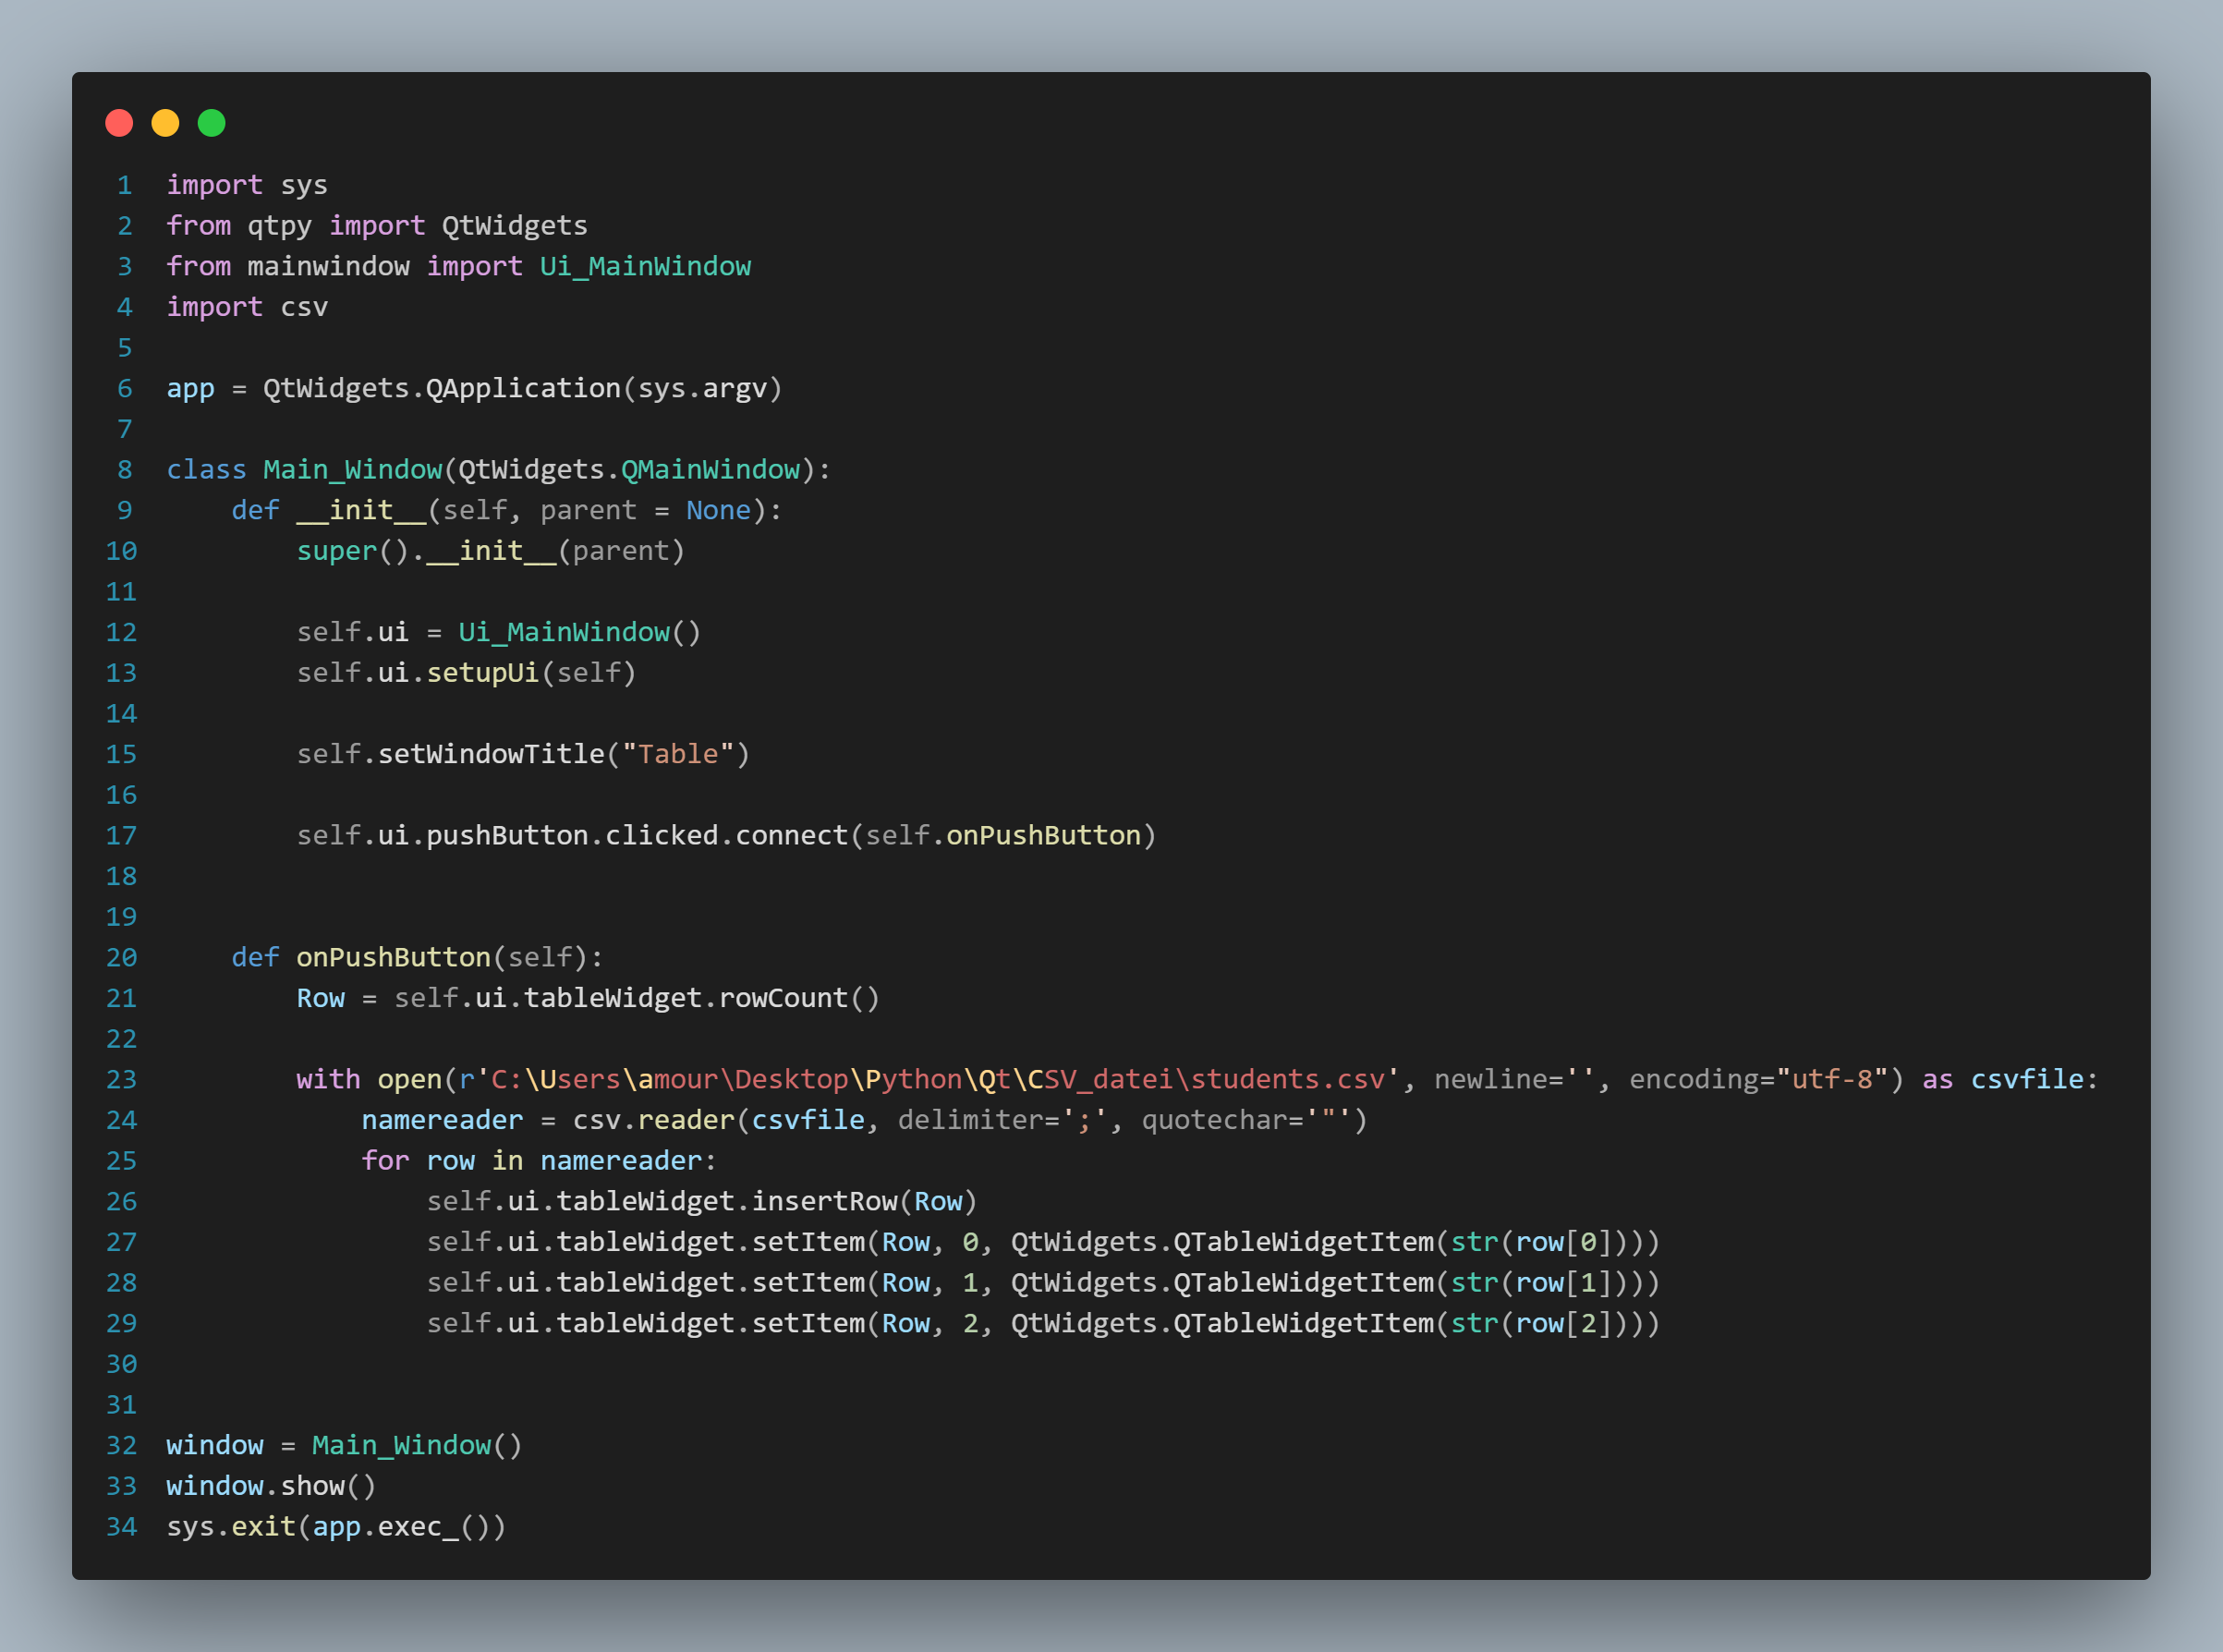 1 import sys
2 from qtpy import QtWidgets
3 from mainwindow import Ui_MainWindow
4 import csv
5
6 app = QtWidgets.QApplication(sys.argv)
7
8 class Main_Window(QtWidgets.QMainWindow):
9     def __init__(self, parent = None):
10         super().__init__(parent)
11
12         self.ui = Ui_MainWindow()
13         self.ui.setupUi(self)
14
15         self.setWindowTitle("Table")
16
17         self.ui.pushButton.clicked.connect(self.onPushButton)
18
19
20     def onPushButton(self):
21         Row = self.ui.tableWidget.rowCount()
22
23         with open(r'C:\Users\amour\Desktop\Python\Qt\CSV_datei\students.csv', newline='', encoding="utf-8") as csvfile:
24             namereader = csv.reader(csvfile, delimiter=';', quotechar='"')
25             for row in namereader:
26                 self.ui.tableWidget.insertRow(Row)
27                 self.ui.tableWidget.setItem(Row, 0, QtWidgets.QTableWidgetItem(str(row[0])))
28                 self.ui.tableWidget.setItem(Row, 1, QtWidgets.QTableWidgetItem(str(row[1])))
29                 self.ui.tableWidget.setItem(Row, 2, QtWidgets.QTableWidgetItem(str(row[2])))
30
31
32 window = Main_Window()
33 window.show()
34 sys.exit(app.exec_())